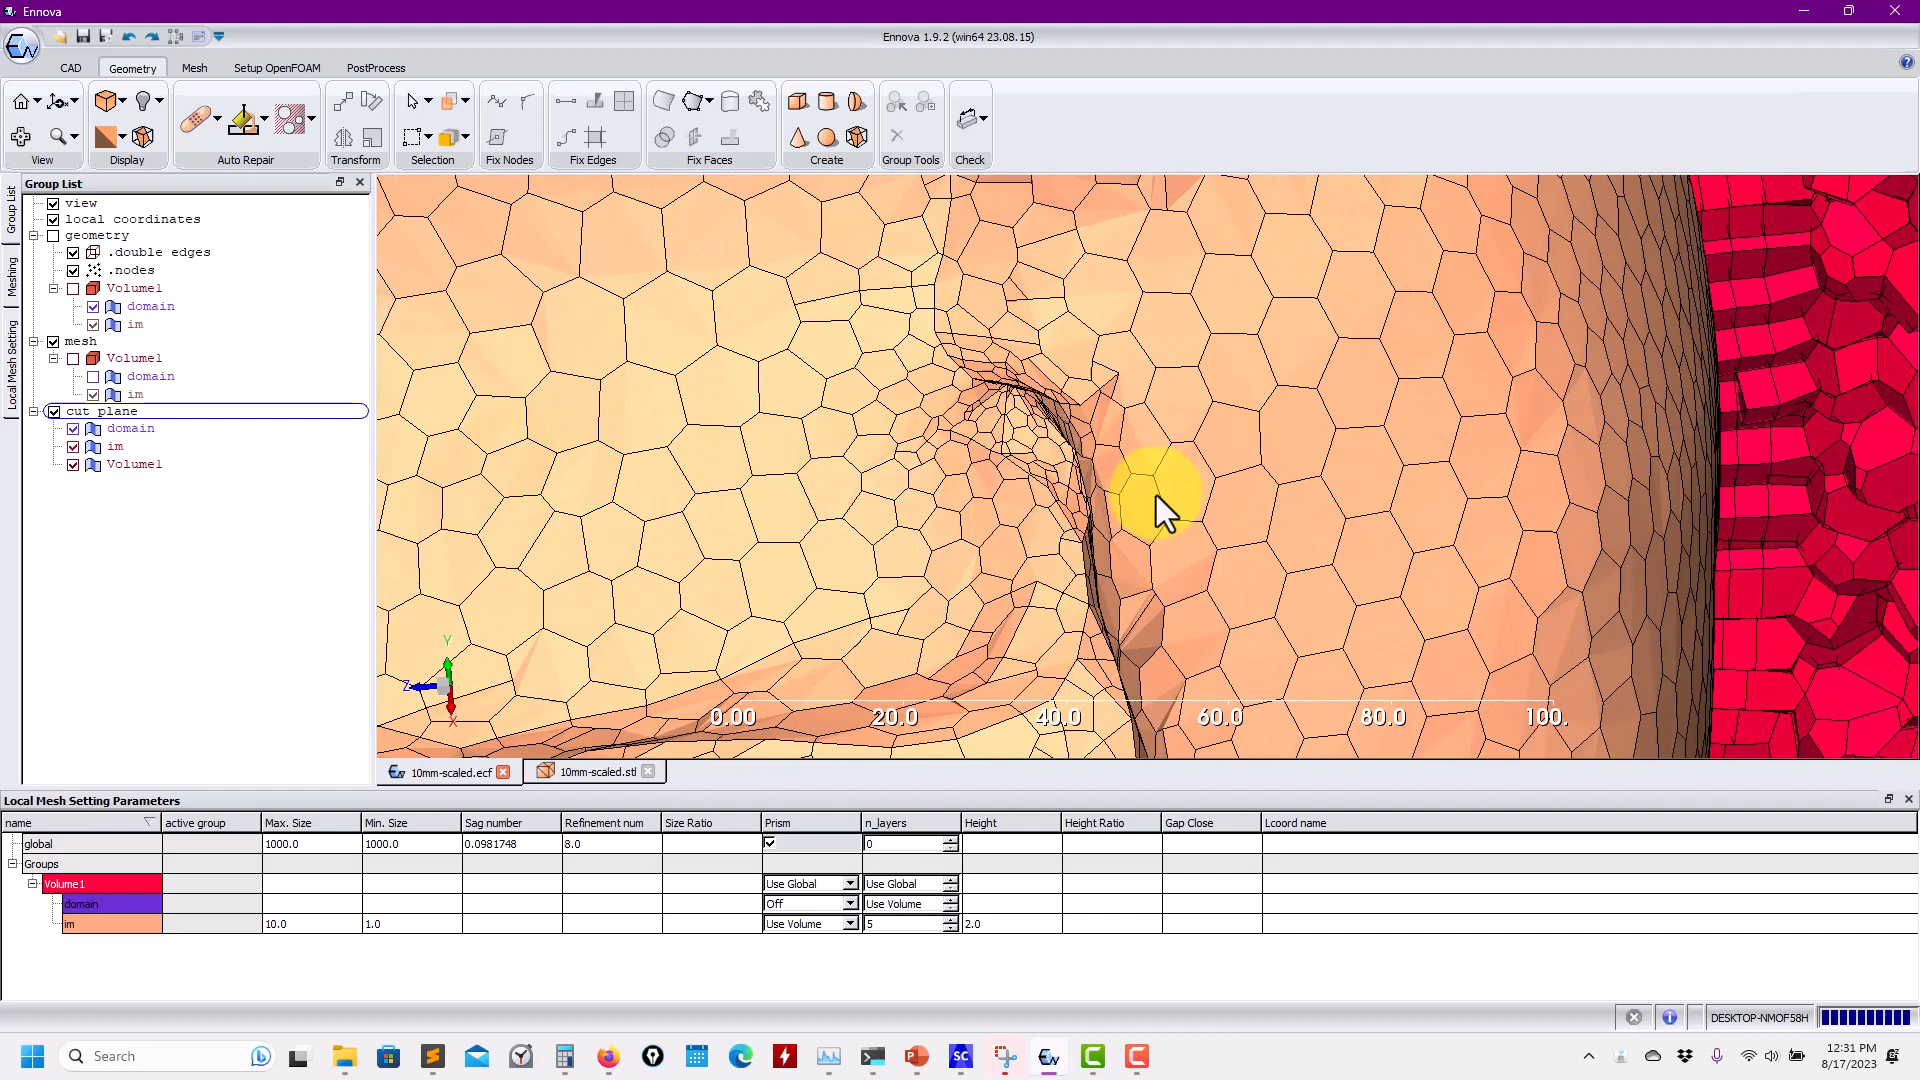 Ennova
Ennova 1.9.2 (win64 23.08.15)
CAD Geometry Mesh Setup OpenFOAM PostProcess
View Display Auto Repair Transform Selection Fix Nodes Fix Edges Fix Faces Create Group Tools Check
Group List
Group List
Meshing
Local Mesh Setting
view
local coordinates
geometry
.double edges
.nodes
Volume1
domain
im
mesh
Volume1
domain
im
cut plane
domain
im
Volume1
Y
Z
X
0.00 20.0 40.0 60.0 80.0 100.
10mm-scaled.ecf 10mm-scaled.stl
Local Mesh Setting Parameters
name active group Max. Size Min. Size Sag number Refinement num Size Ratio Prism n_layers Height Height Ratio Gap Close Lcoord name
global 1000.0 1000.0 0.0981748 8.0 0
Groups
Volume1 Use Global Use Global
domain Off Use Volume
im 10.0 1.0 Use Volume 5 2.0
DESKTOP-NMOF58H
Search SC
12:31 PM
8/17/2023